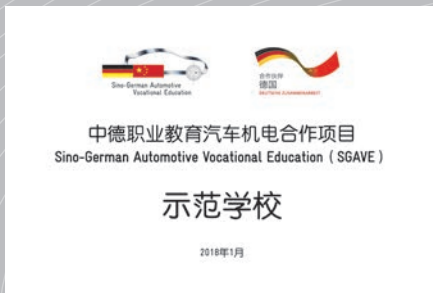 Sino-German Automotive
Vocational Education
合作伙伴
德国
DEUTSCHE ZUSAMMENARBEIT
中德职业教育汽车机电合作项目
Sino-German Automotive Vocational Education ( SGAVE )
示范学校
2018年1月